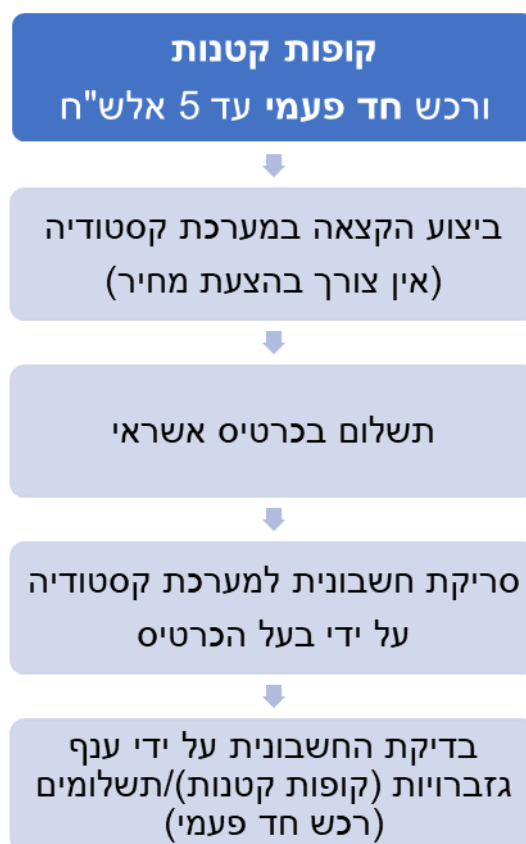 קופות קטנות
ורכש חד פעמי עד 5 אלש"ח
ביצוע הקצאה במערכת קסטודיה
(אין צורך בהצעת מחיר)
תשלום בכרטיס אשראי
סריקת חשבונית למערכת קסטודיה
על ידי בעל הכרטיס
בדיקת החשבונית על ידי ענף
גזברויות (קופות קטנות)/תשלומים
(רכש חד פעמי)